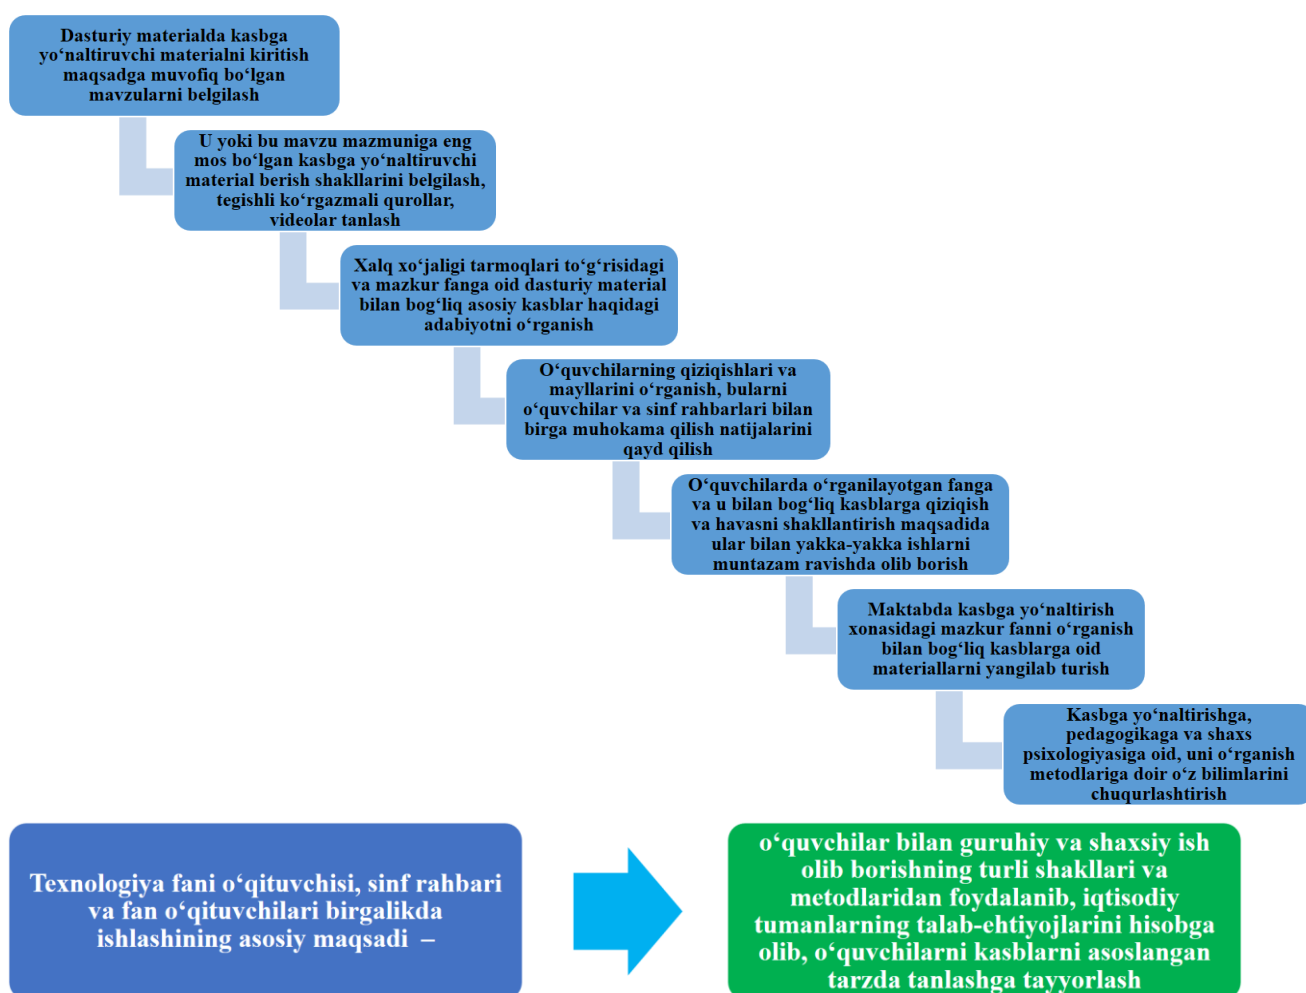 Dasturiy materialda kasbga
yo‘naltiruvchi materialni kiritish
maqsadga muvofiq bo‘lgan
mavzularni belgilash
U yoki bu mavzu mazmuniga eng
mos bo‘lgan kasbga yo‘naltiruvchi
material berish shakllarini belgilash,
tegishli ko‘rgazmali qurollar,
videolar tanlash
Xalq xo‘jaligi tarmoqlari to‘g‘risidagi
va mazkur fanga oid dasturiy material
bilan bog‘liq asosiy kasblar haqidagi
adabiyotni o‘rganish
O‘quvchilarning qiziqishlari va
mayllarini o‘rganish, bularni
o‘quvchilar va sinf rahbarlari bilan
birga muhokama qilish natijalarini
qayd qilish
O‘quvchilarda o‘rganilayotgan fanga
va u bilan bog‘liq kasblarga qiziqish
va havasni shakllantirish maqsadida
ular bilan yakka-yakka ishlarni
muntazam ravishda olib borish
Maktabda kasbga yo‘naltirish
xonasidagi mazkur fanni o‘rganish
bilan bog‘liq kasblarga oid
materiallarni yangilab turish
Kasbga yo‘naltirishga,
pedagogikaga va shaxs
psixologiyasiga oid, uni o‘rganish
metodlariga doir o‘z bilimlarini
chuqurlashtirish
Texnologiya fani o‘qituvchisi, sinf rahbari
va fan o‘qituvchilari birgalikda
ishlashining asosiy maqsadi –
o‘quvchilar bilan guruhiy va shaxsiy ish
olib borishning turli shakllari va
metodlaridan foydalanib, iqtisodiy
tumanlarning talab-ehtiyojlarini hisobga
olib, o‘quvchilarni kasblarni asoslangan
tarzda tanlashga tayyorlash